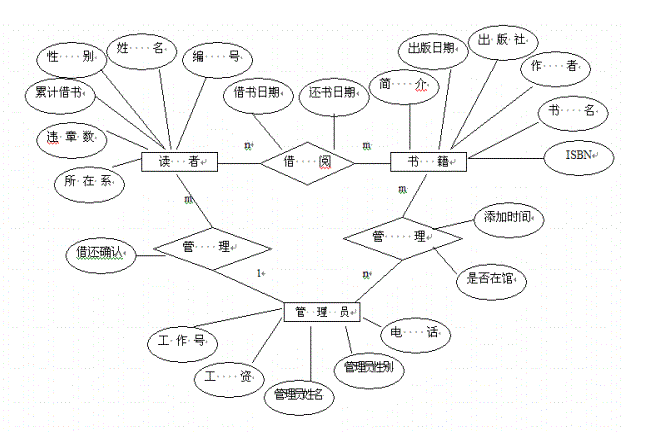 出版社
性别
姓名
编号
出版日期
作者
累计借书
借书日期
还书日期
简介
书名
违章数
n
m
ISBN
读者
借阅
书籍
所在系
m
m
添加时间
管理
管理
借还确认
1
n
是否在馆
管理员
工作号
电话
工资
管理员性别
管理员姓名